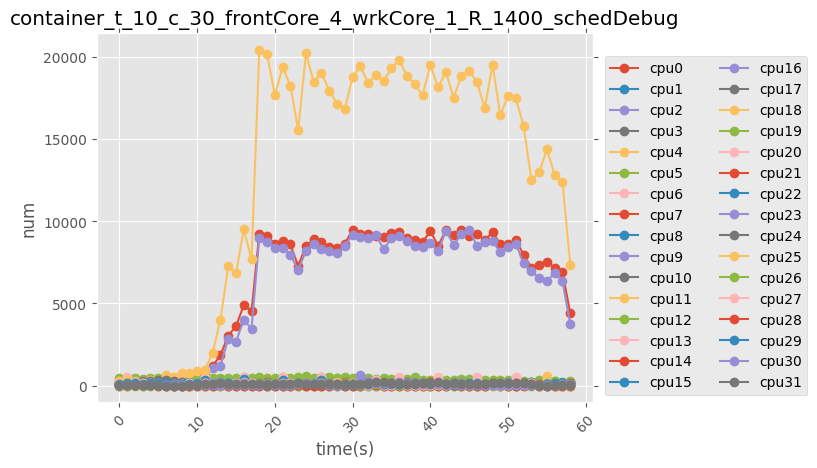 container_t_10_c_30_frontCore_4_wrkCore_1_R_1400_schedDebug
num
20000
15000
10000
5000
0
0
10
20
30
40
50
60
time(s)
cpu0
cpu1
cpu2
cpu3
cpu4
cpu5
cpu6
cpu7
cpu8
cpu9
cpu10
cpu11
cpu12
cpu13
cpu14
cpu15
cpu16
cpu17
cpu18
cpu19
cpu20
cpu21
cpu22
cpu23
cpu24
cpu25
cpu26
cpu27
cpu28
cpu29
cpu30
cpu31